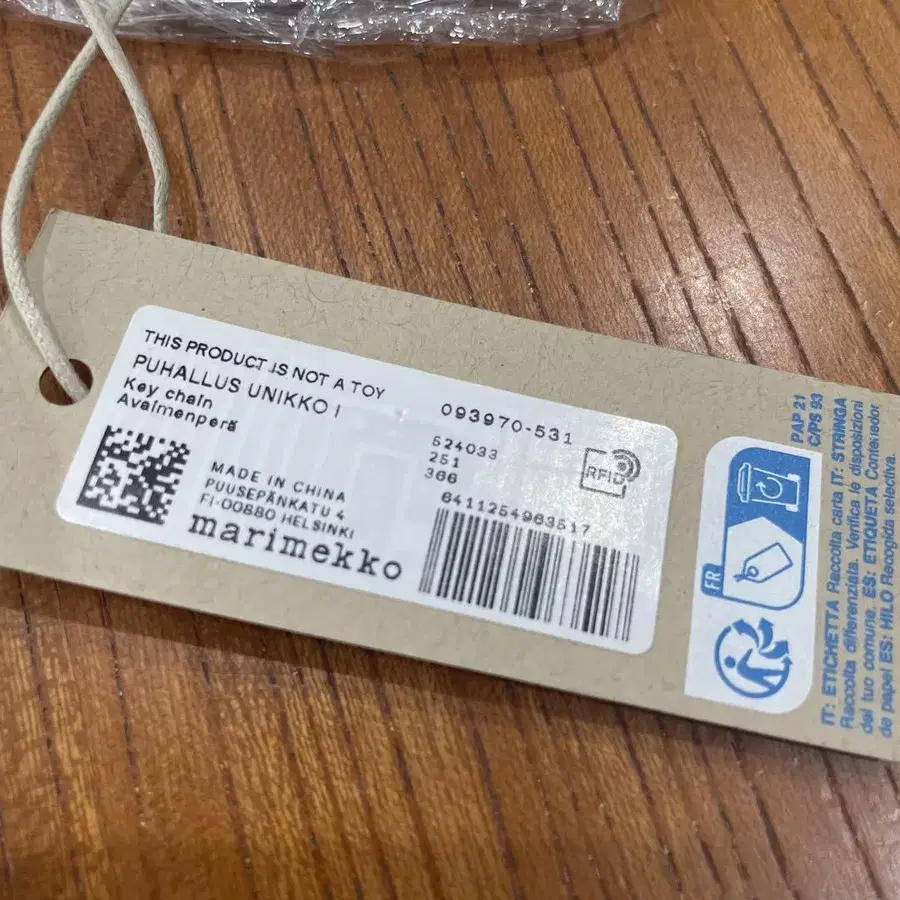 THIS PRODUCT IS NOT A TOY
PUHALLUS UNIKKO I
Key chain
Avaimenperä
093970-531
524033
251
366
RFID
MADE IN CHINA
PUUSEPÄNKATU 4
FI-00880 HELSINKI
marimekko
6411254963517
FR
PAP 21
C/PS 93
IT: ETICHETTA Raccolta carta IT: STRINGA
Raccolta differenziata. Verifica le disposizioni
del tuo comune. ES: ETIQUETA Contenedor
de papel ES: HILO Recogida selectiva.